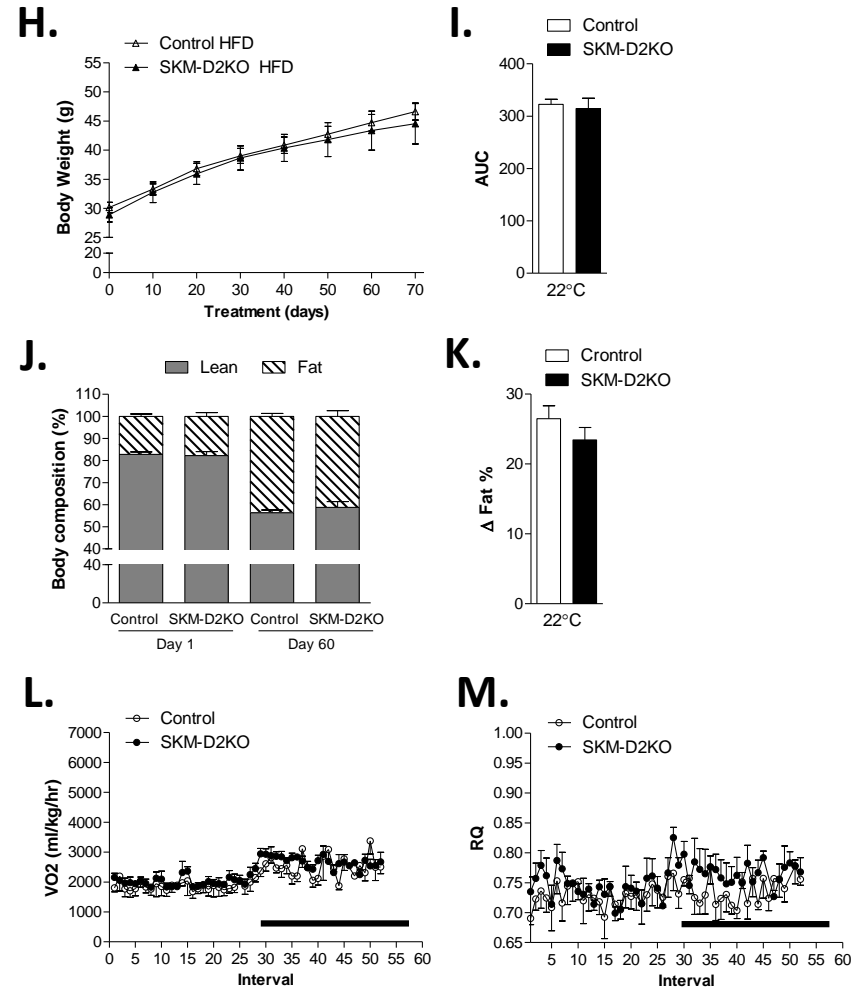 H.
Control HFD
SKM-D2KO HFD
55
50
45
40
35
30
25
20
0
Body Weight (g)
0 10 20 30 40 50 60 70
Treatment (days)
I.
Control
SKM-D2KO
400
300
200
100
0
AUC
22°C
J.
Lean Fat
110
100
90
80
70
60
50
40
40
0
Body composition (%)
Control SKM-D2KO Control SKM-D2KO
Day 1 Day 60
K.
Crontrol
SKM-D2KO
30
20
10
0
Δ Fat %
22°C
L.
Control
SKM-D2KO
7000
6000
5000
4000
3000
2000
1000
0
VO2 (ml/kg/hr)
0 5 10 15 20 25 30 35 40 45 50 55 60
Interval
M.
Control
SKM-D2KO
1.00
0.95
0.90
0.85
0.80
0.75
0.70
0.65
RQ
5 10 15 20 25 30 35 40 45 50 55 60
Interval